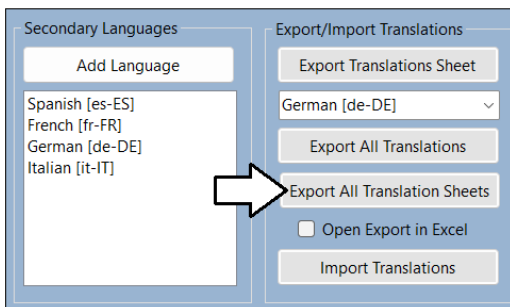 Secondary Languages
Add Language
Spanish [es-ES]
French [fr-FR]
German [de-DE]
Italian [it-IT]
Export/Import Translations
Export Translations Sheet
German [de-DE]
Export All Translations
Export All Translation Sheets
Open Export in Excel
Import Translations